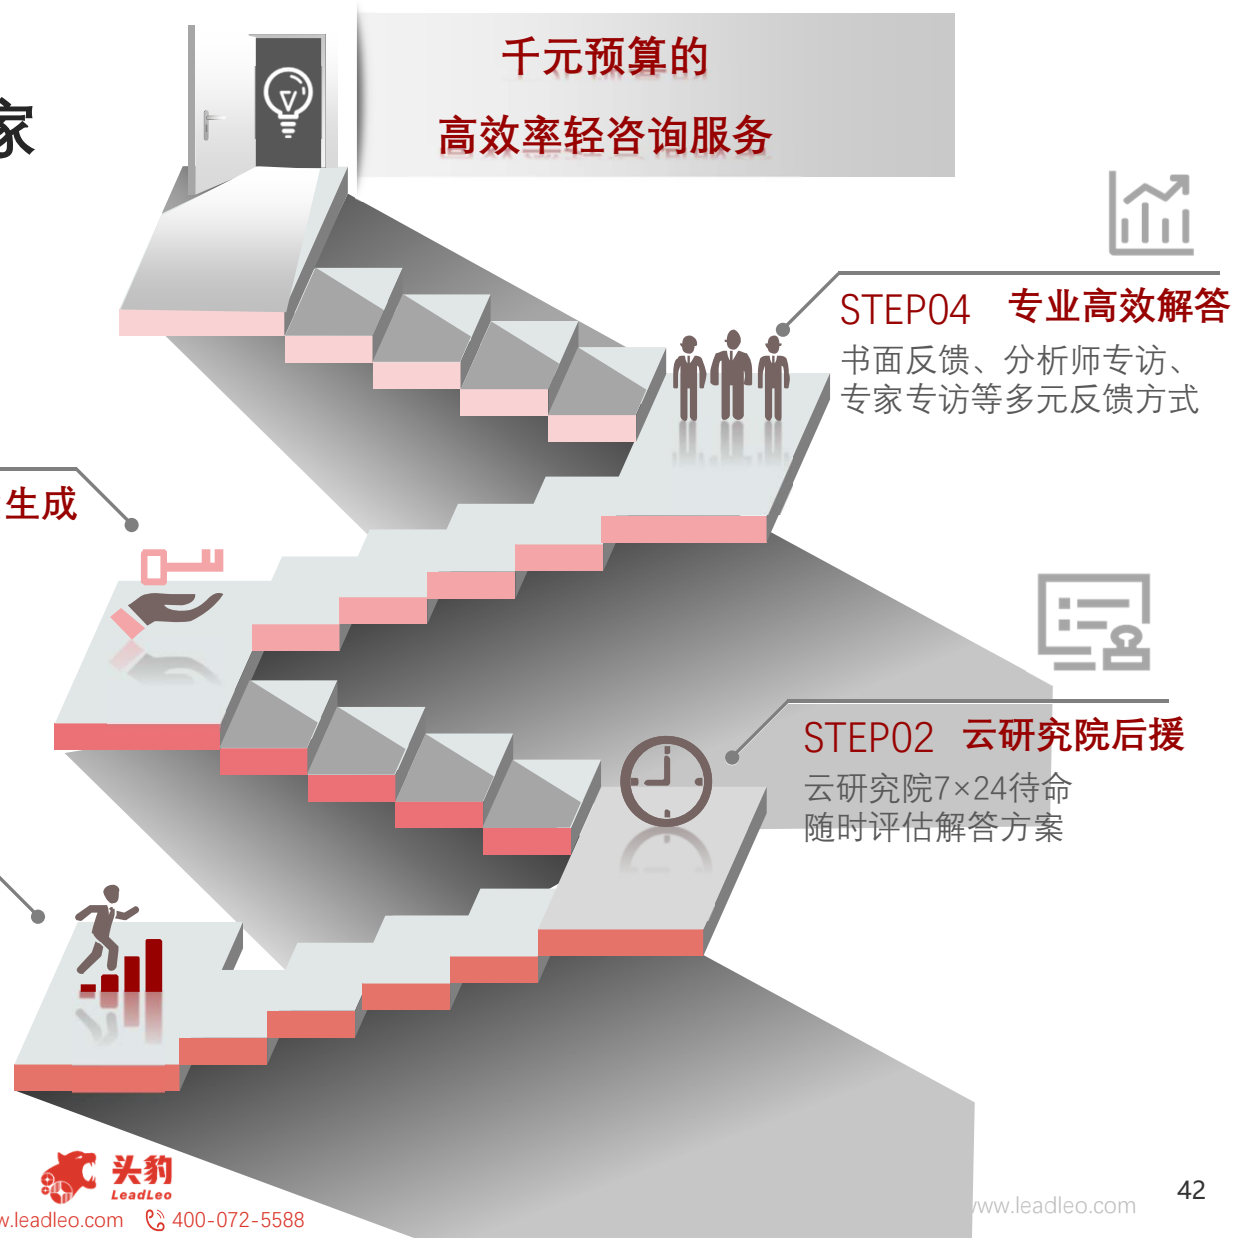 千元预算的
高效率轻咨询服务
家
STEP04 专业高效解答
书面反馈、分析师专访、
专家专访等多元反馈方式
生成
STEP02 云研究院后援
云研究院7×24待命
随时评估解答方案
头豹
LeadLeo
w.leadleo.com 400-072-5588
www.leadleo.com
42